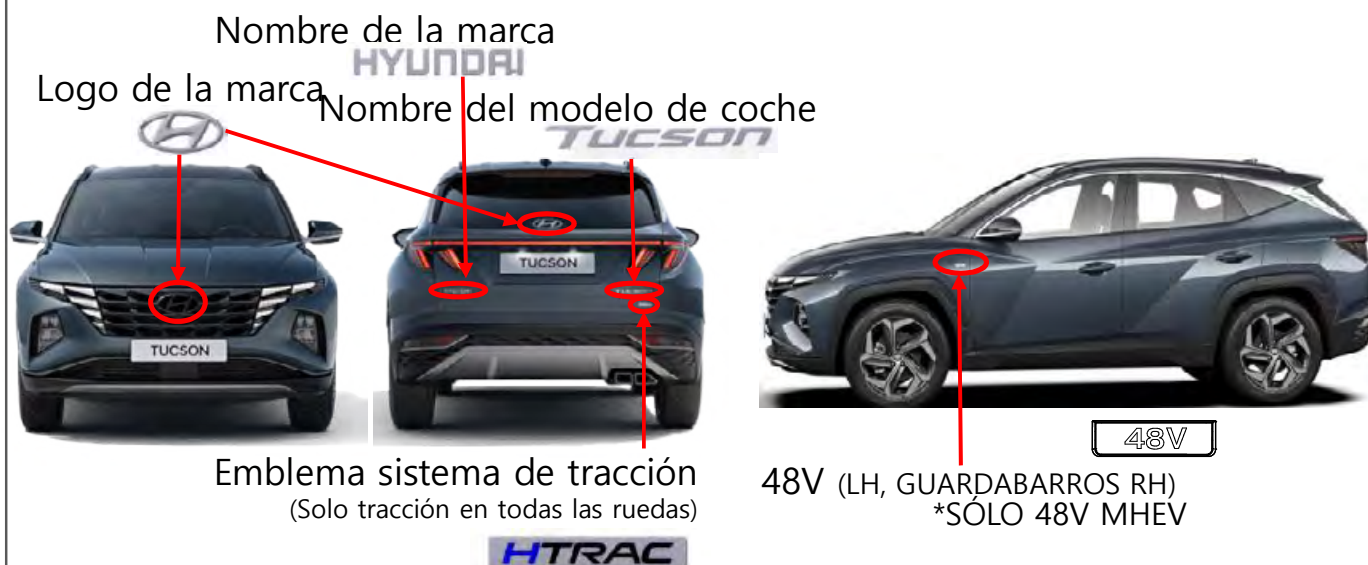 Nombre de la marca
HYUNDAI
Logo de la marca
Nombre del modelo de coche
TUCSON
TUCSON
TUCSON
TUCSON
48V
Emblema sistema de tracción
(Solo tracción en todas las ruedas)
HTRAC
48V (LH, GUARDABARROS RH)
*SÓLO 48V MHEV